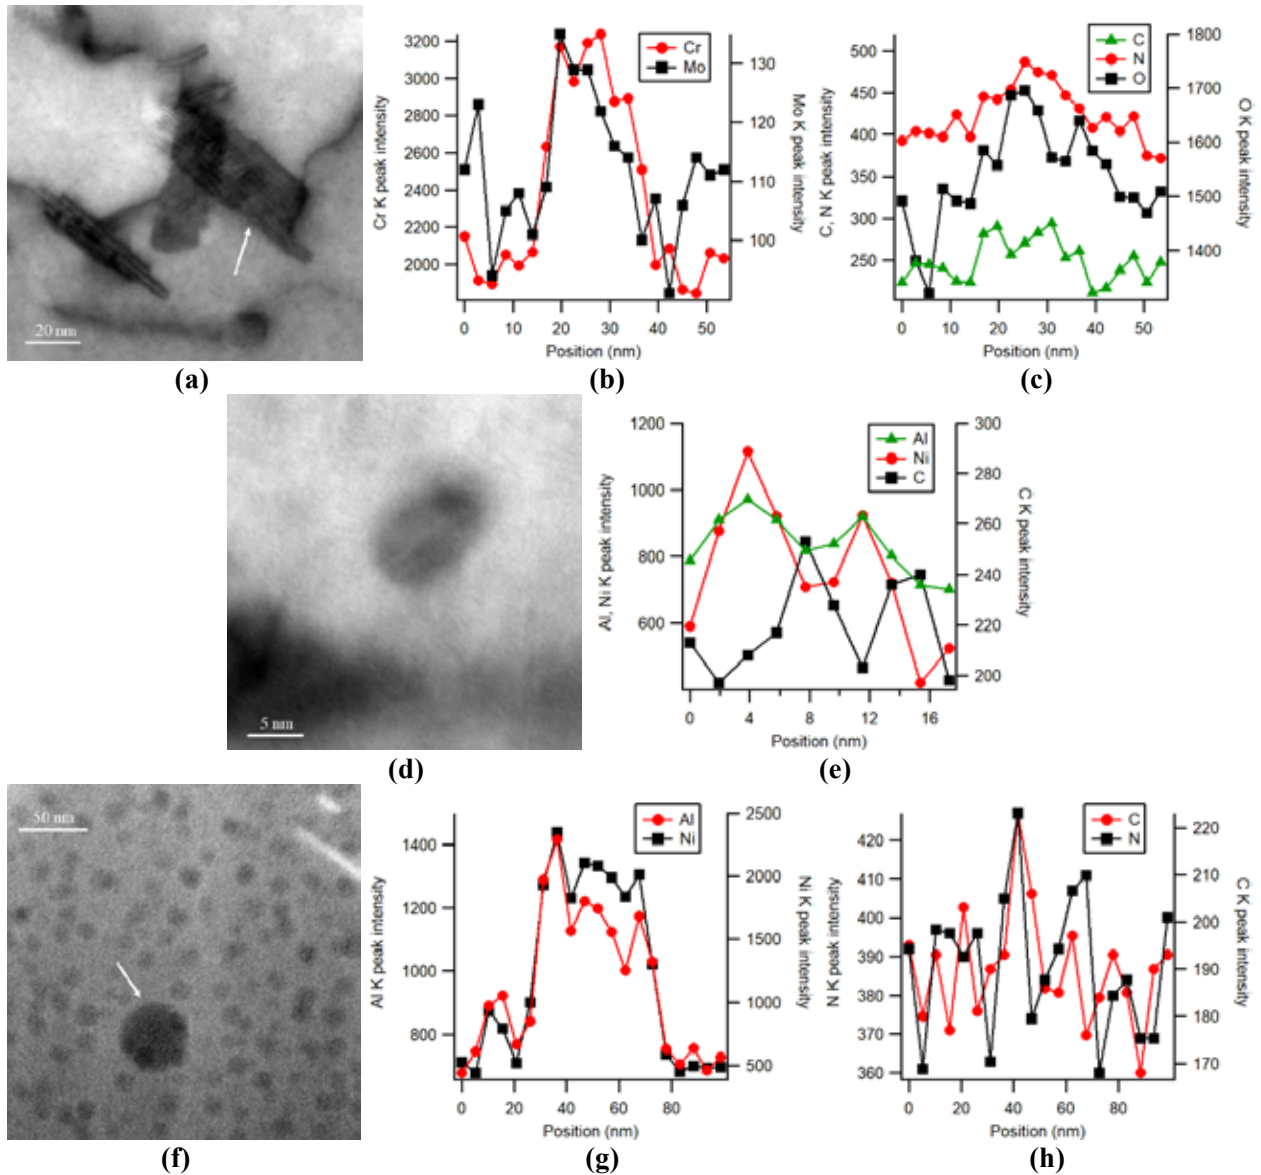 20 nm
(a)
3200
3000
2800
2600
2400
2200
2000
Cr K peak intensity
Cr
Mo
130
120
110
100
Mo K peak intensity
0 10 20 30 40 50
Position (nm)
(b)
500
450
400
350
300
250
C, N K peak intensity
C
N
O
1800
1700
1600
1500
1400
O K peak intensity
0 10 20 30 40 50
Position (nm)
(c)
5 nm
(d)
1200
1000
800
600
Al, Ni K peak intensity
Al
Ni
C
300
280
260
240
220
200
C K peak intensity
0 4 8 12 16
Position (nm)
(e)
50 nm
(f)
1400
1200
1000
800
Al K peak intensity
Al
Ni
2500
2000
1500
1000
500
Ni K peak intensity
0 20 40 60 80
Position (nm)
(g)
420
410
400
390
380
370
360
N K peak intensity
C
N
220
210
200
190
180
170
C K peak intensity
0 20 40 60 80
Position (nm)
(h)